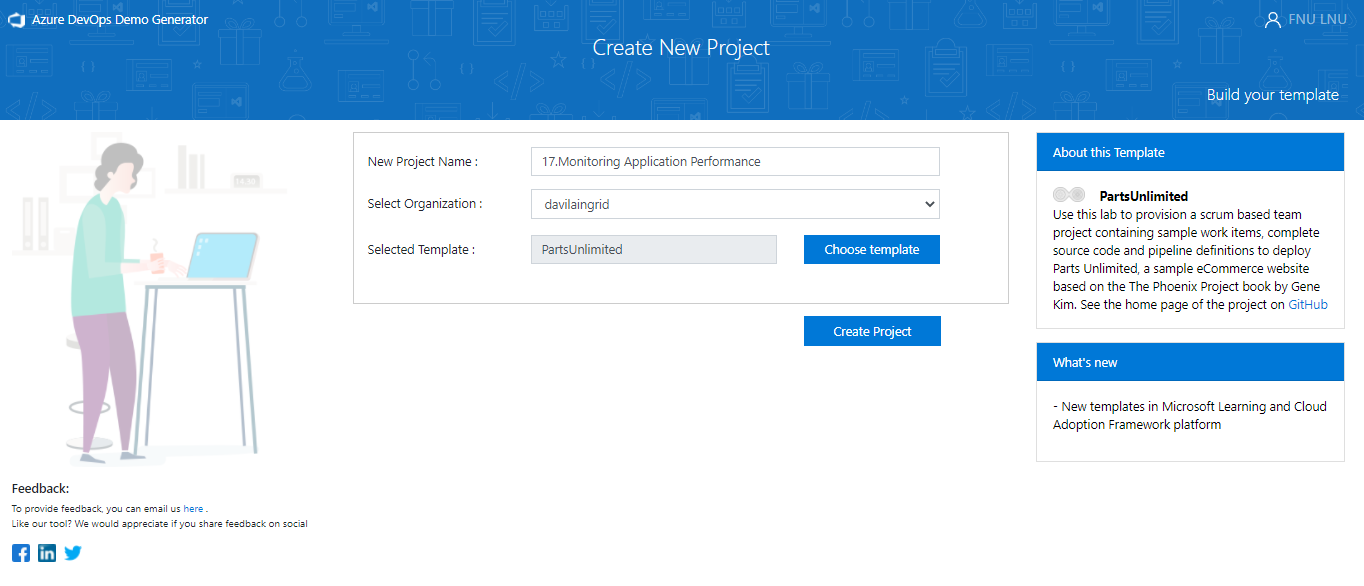 Azure DevOps Demo Generator
FNU LNU
Create New Project
Build your template
New Project Name :
17.Monitoring Application Performance
Select Organization :
davilaingrid
Selected Template :
PartsUnlimited
Choose template
Create Project
About this Template
PartsUnlimited
Use this lab to provision a scrum based team
project containing sample work items, complete
source code and pipeline definitions to deploy
Parts Unlimited, a sample eCommerce website
based on the The Phoenix Project book by Gene
Kim. See the home page of the project on GitHub
What's new
- New templates in Microsoft Learning and Cloud
Adoption Framework platform
Feedback:
To provide feedback, you can email us here .
Like our tool? We would appreciate if you share feedback on social